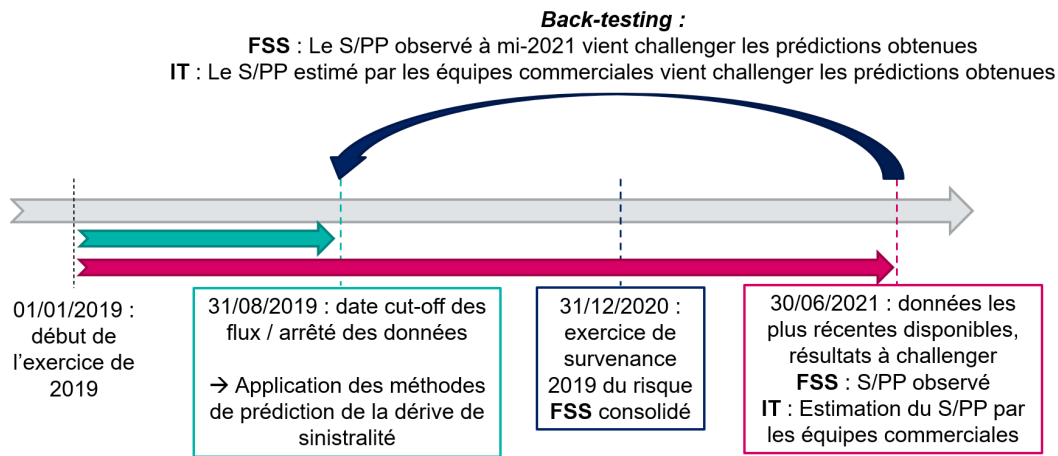 Back-testing :
FSS : Le S/PP observé à mi-2021 vient challenger les prédictions obtenues
IT : Le S/PP estimé par les équipes commerciales vient challenger les prédictions obtenues
01/01/2019 :
début de
l'exercice de
2019
31/08/2019 : date cut-off des
flux / arrêté des données
→ Application des méthodes
de prédiction de la dérive de
sinistralité
31/12/2020 :
exercice de
survenance
2019 du risque
FSS consolidé
30/06/2021 : données les
plus récentes disponibles,
résultats à challenger
FSS : S/PP observé
IT : Estimation du S/PP par
les équipes commerciales